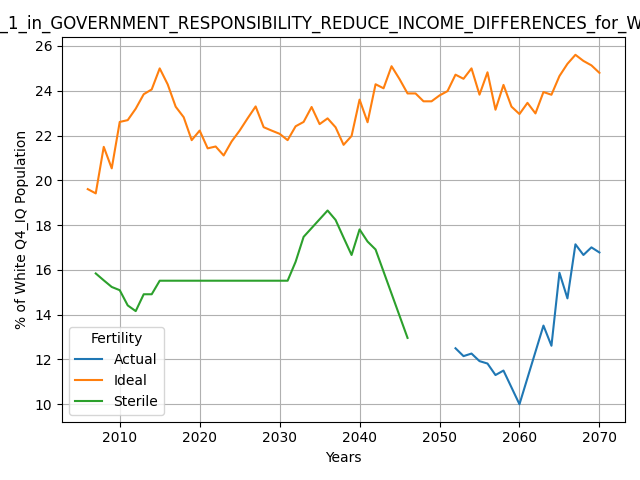 _1_in_GOVERNMENT_RESPONSIBILITY_REDUCE_INCOME_DIFFERENCES_for_W
26
24
22
20
18
16
14
12
10
% of White Q4_IQ Population
Fertility
Actual
Ideal
Sterile
2010 2020 2030 2040 2050 2060 2070
Years